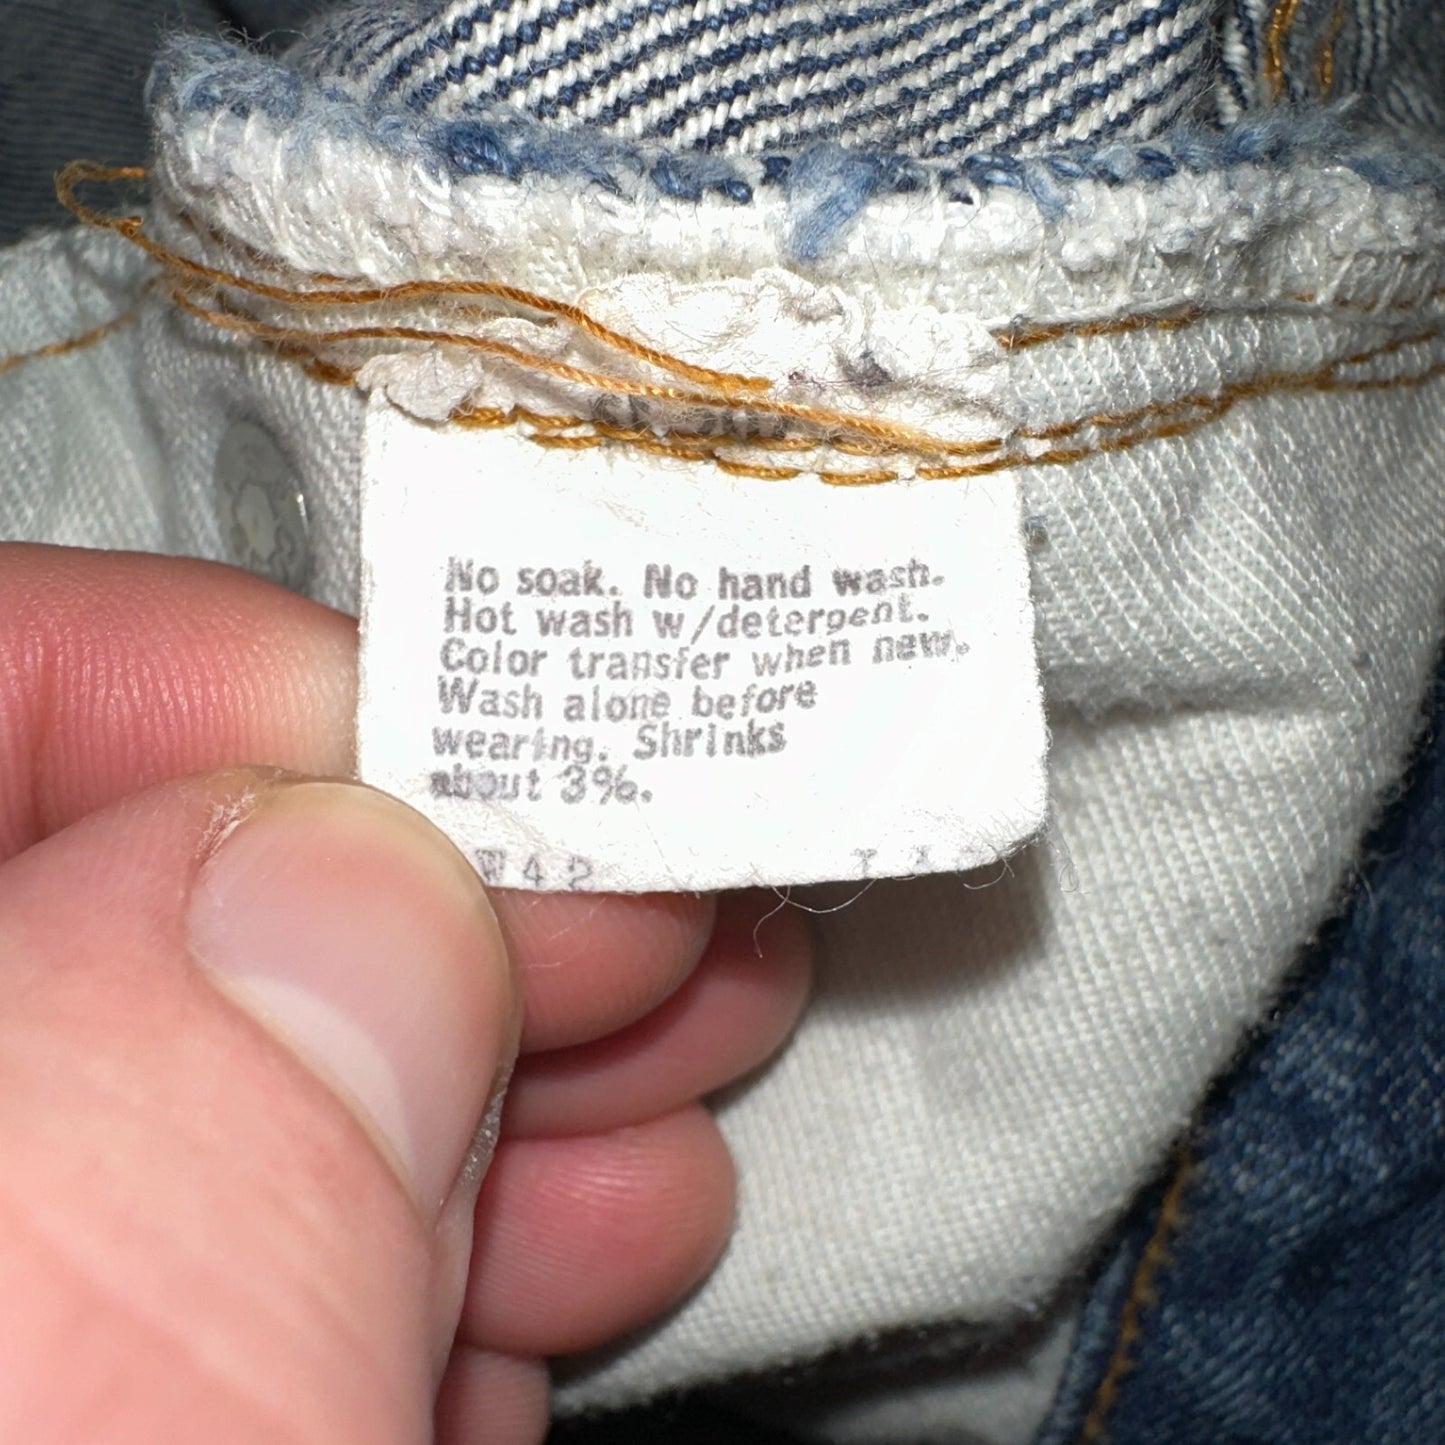 No soak. No hand wash.
Hot wash w/detergent.
Color transfer when new.
Wash alone before
wearing. Shrinks
about 3%.
W42